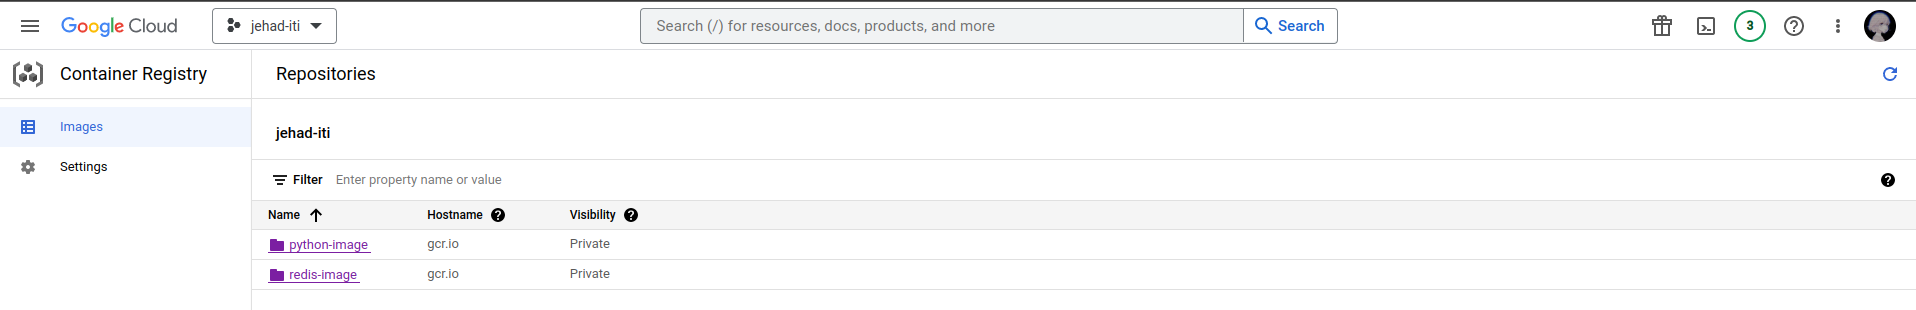 Google Cloud jehad-iti Search (/) for resources, docs, products, and more Search 3
Container Registry Repositories
Images
Settings
jehad-iti
Filter Enter property name or value
Name Hostname Visibility
python-image gcr.io Private
redis-image gcr.io Private